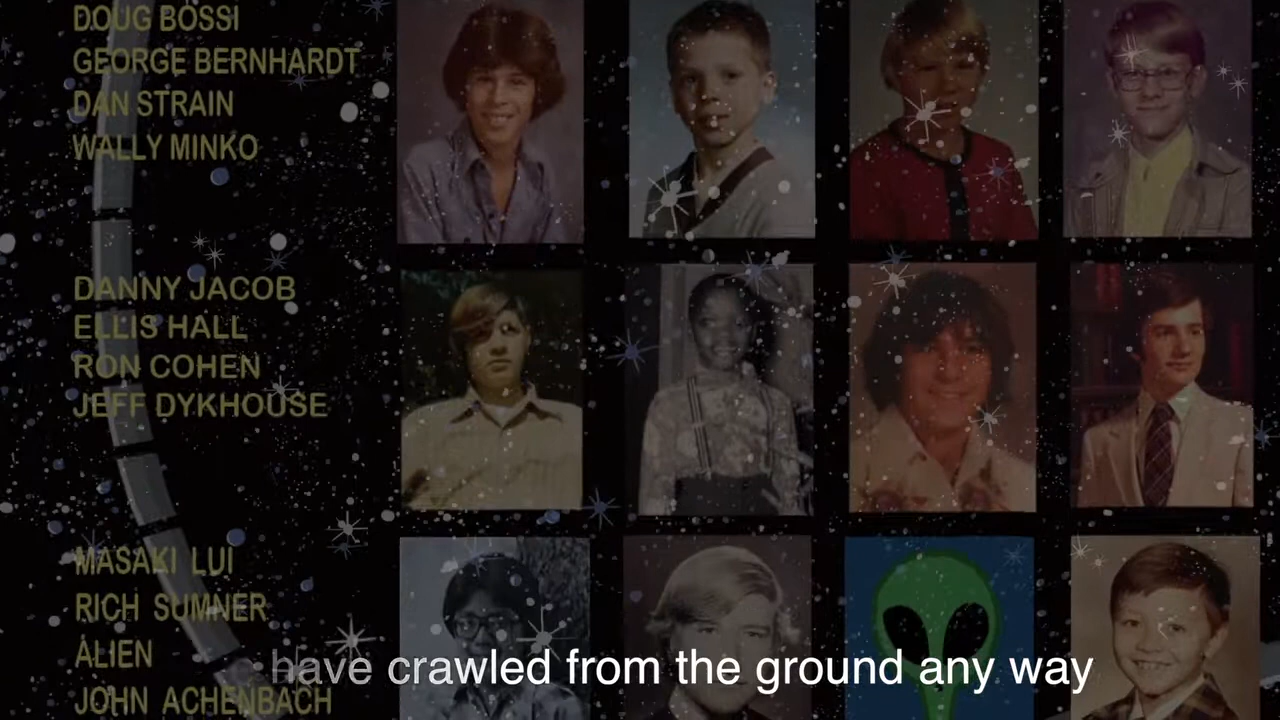 DOUG BOSSI
GEORGE BERNHARDT
DAN STRAIN
WALLY MINKO
DANNY JACOB
ELLIS HALL
RON COHEN
JEFF DYKHOUSE
MASAKI LUI
RICH SUMNER
ALIEN
JOHN ACHENBACH
have crawled from the ground any way